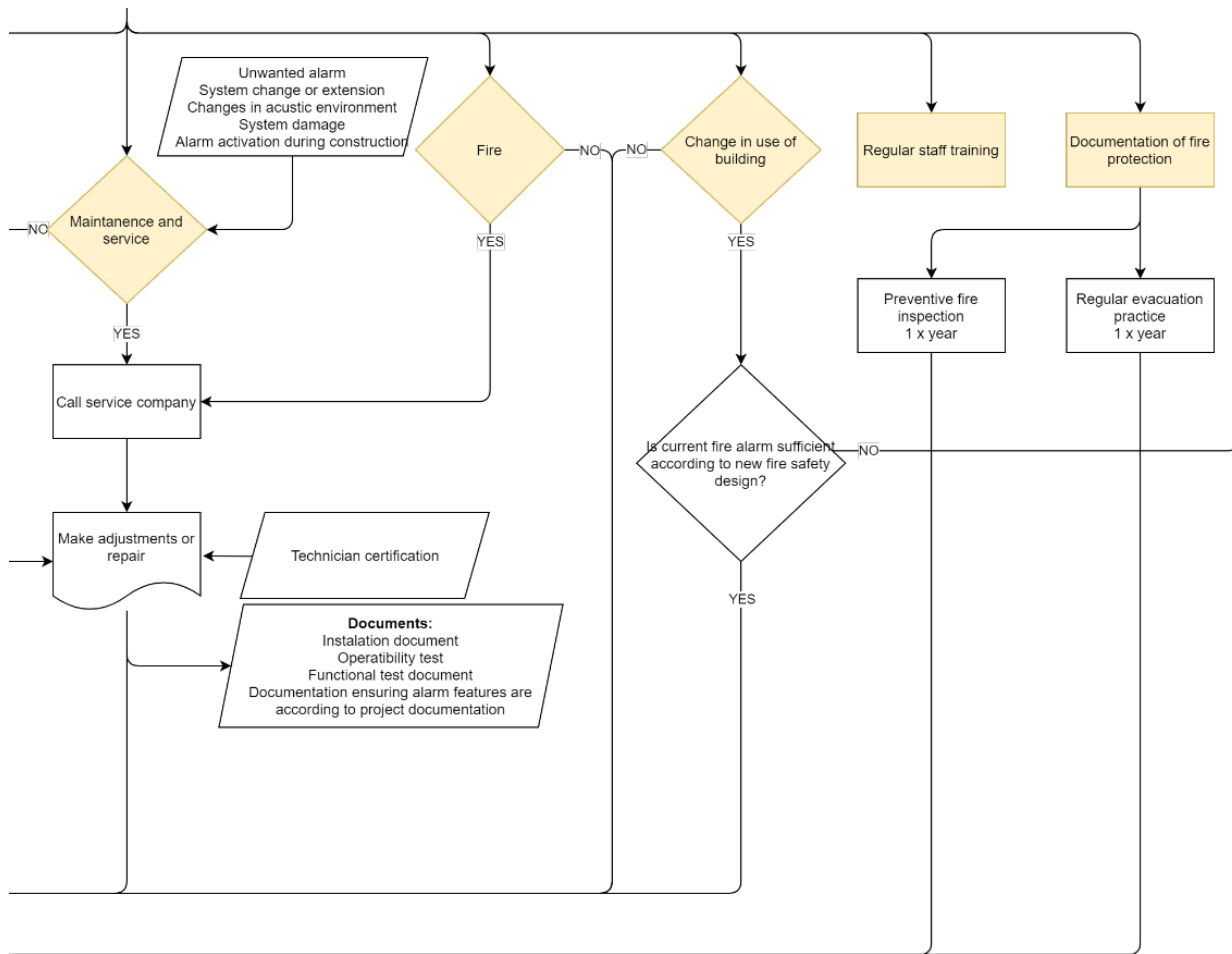 Unwanted alarm
System change or extension
Changes in acustic environment
System damage
Alarm activation during construction
Fire
NO
NO
Change in use of
building
Regular staff training
Documentation of fire
protection
NO
Maintanence and
service
YES
YES
YES
Call service company
Preventive fire
inspection
1 x year
Regular evacuation
practice
1 x year
Is current fire alarm sufficient
according to new fire safety
design?
NO
Make adjustments or
repair
Technician certification
YES
Documents:
Instalation document
Operatibility test
Functional test document
Documentation ensuring alarm features are
according to project documentation